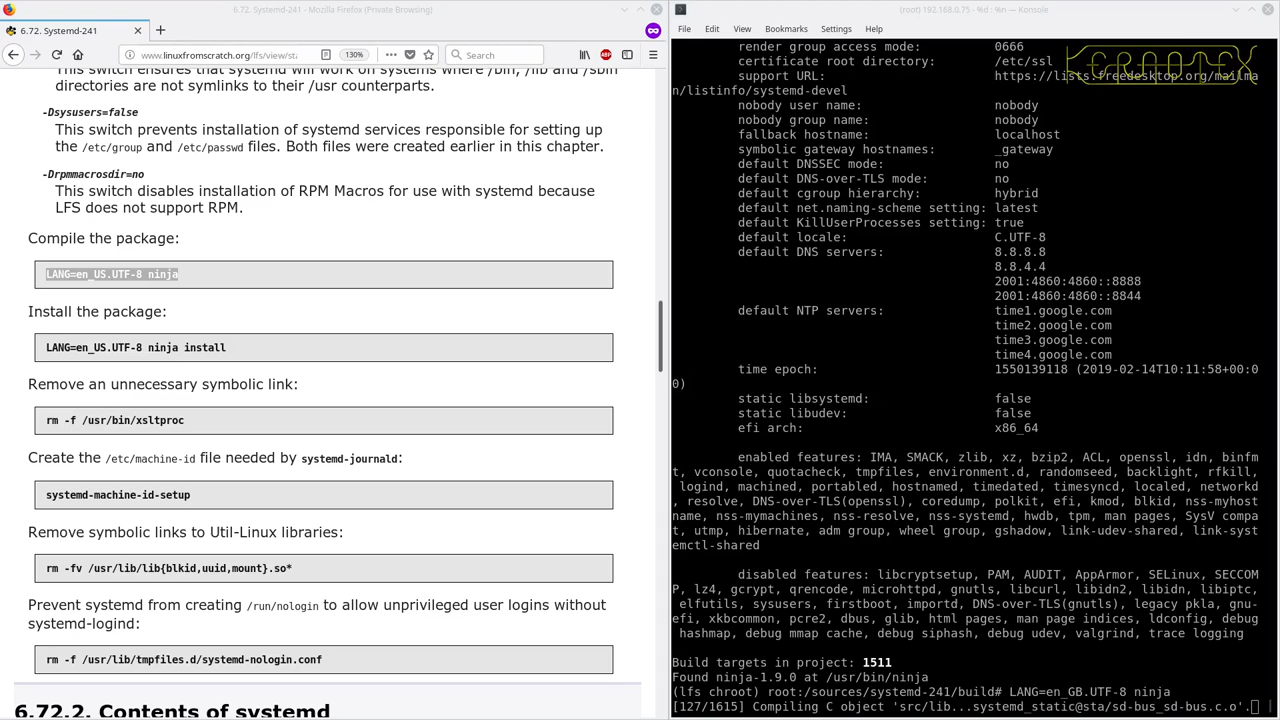 6.72. Systemd-241 - Mozilla Firefox (Private Browsing)
6.72. Systemd-241
www.linuxfromscratch.org/lfs/view/sta
130%
Search
ABP
This switch ensures that systemd will work on systems where /bin, /lib and /sbin
directories are not symlinks to their /usr counterparts.
-Dsysusers=false
This switch prevents installation of systemd services responsible for setting up
the /etc/group and /etc/passwd files. Both files were created earlier in this chapter.
-Drpmmacrosdir=no
This switch disables installation of RPM Macros for use with systemd because
LFS does not support RPM.
Compile the package:
LANG=en_US.UTF-8 ninja
Install the package:
LANG=en_US.UTF-8 ninja install
Remove an unnecessary symbolic link:
rm -f /usr/bin/xsltproc
Create the /etc/machine-id file needed by systemd-journald:
systemd-machine-id-setup
Remove symbolic links to Util-Linux libraries:
rm -fv /usr/lib/lib{blkid,uuid,mount}.so*
Prevent systemd from creating /run/nologin to allow unprivileged user logins without
systemd-logind:
rm -f /usr/lib/tmpfiles.d/systemd-nologin.conf
6.72.2. Contents of systemd
(root) 192.168.0.75 - %d : %n — Konsole
File Edit View Bookmarks Settings Help
render group access mode: 0666
certificate root directory: /etc/ssl
support URL: https://lists.freedesktop.org/mailma
n/listinfo/systemd-devel
nobody user name: nobody
nobody group name: nobody
fallback hostname: localhost
symbolic gateway hostnames: _gateway
default DNSSEC mode: no
default DNS-over-TLS mode: no
default cgroup hierarchy: hybrid
default net.naming-scheme setting: latest
default KillUserProcesses setting: true
default locale: C.UTF-8
default DNS servers: 8.8.8.8
8.8.4.4
2001:4860:4860::8888
2001:4860:4860::8844
default NTP servers: time1.google.com
time2.google.com
time3.google.com
time4.google.com
time epoch: 1550139118 (2019-02-14T10:11:58+00:0
0)
static libsystemd: false
static libudev: false
efi arch: x86_64
enabled features: IMA, SMACK, zlib, xz, bzip2, ACL, openssl, idn, binfm
t, vconsole, quotacheck, tmpfiles, environment.d, randomseed, backlight, rfkill,
logind, machined, portabled, hostnamed, timedated, timesyncd, localed, networkd
, resolve, DNS-over-TLS(openssl), coredump, polkit, efi, kmod, blkid, nss-myhost
name, nss-mymachines, nss-resolve, nss-systemd, hwdb, tpm, man pages, SysV compa
t, utmp, hibernate, adm group, wheel group, gshadow, link-udev-shared, link-syst
emctl-shared
disabled features: libcryptsetup, PAM, AUDIT, AppArmor, SELinux, SECCOM
P, lz4, gcrypt, qrencode, microhttpd, gnutls, libcurl, libidn2, libidn, libiptc,
elfutils, sysusers, firstboot, importd, DNS-over-TLS(gnutls), legacy pkla, gnu-
efi, xkbcommon, pcre2, dbus, glib, html pages, man page indices, ldconfig, debug
hashmap, debug mmap cache, debug siphash, debug udev, valgrind, trace logging
Build targets in project: 1511
Found ninja-1.9.0 at /usr/bin/ninja
(lfs chroot) root:/sources/systemd-241/build# LANG=en_GB.UTF-8 ninja
[127/1615] Compiling C object 'src/lib...systemd_static@sta/sd-bus_sd-bus.c.o'.